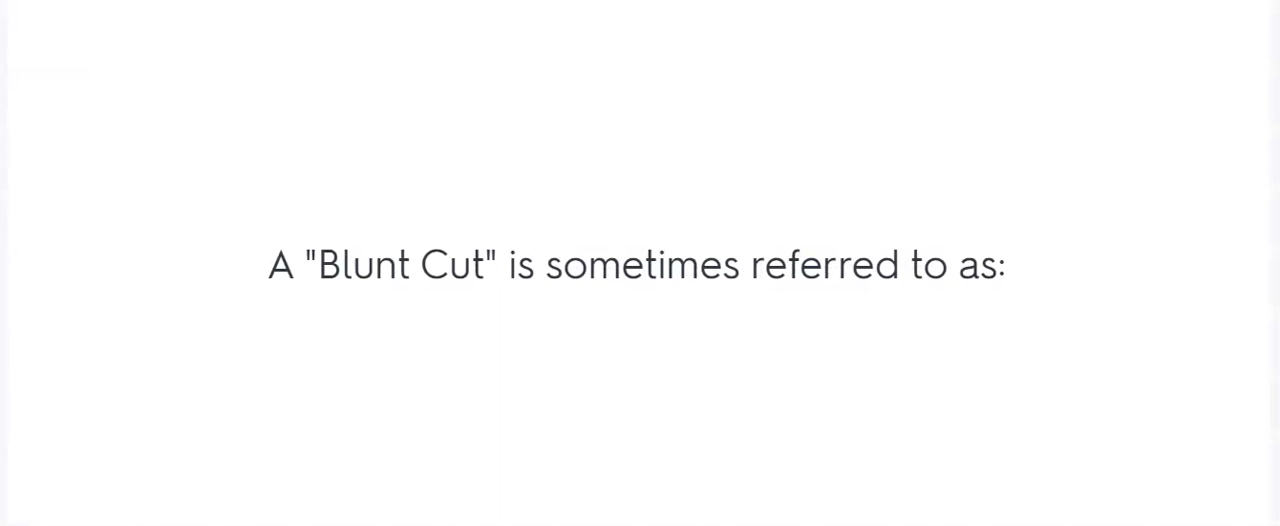 A "Blunt Cut" is sometimes referred to as: